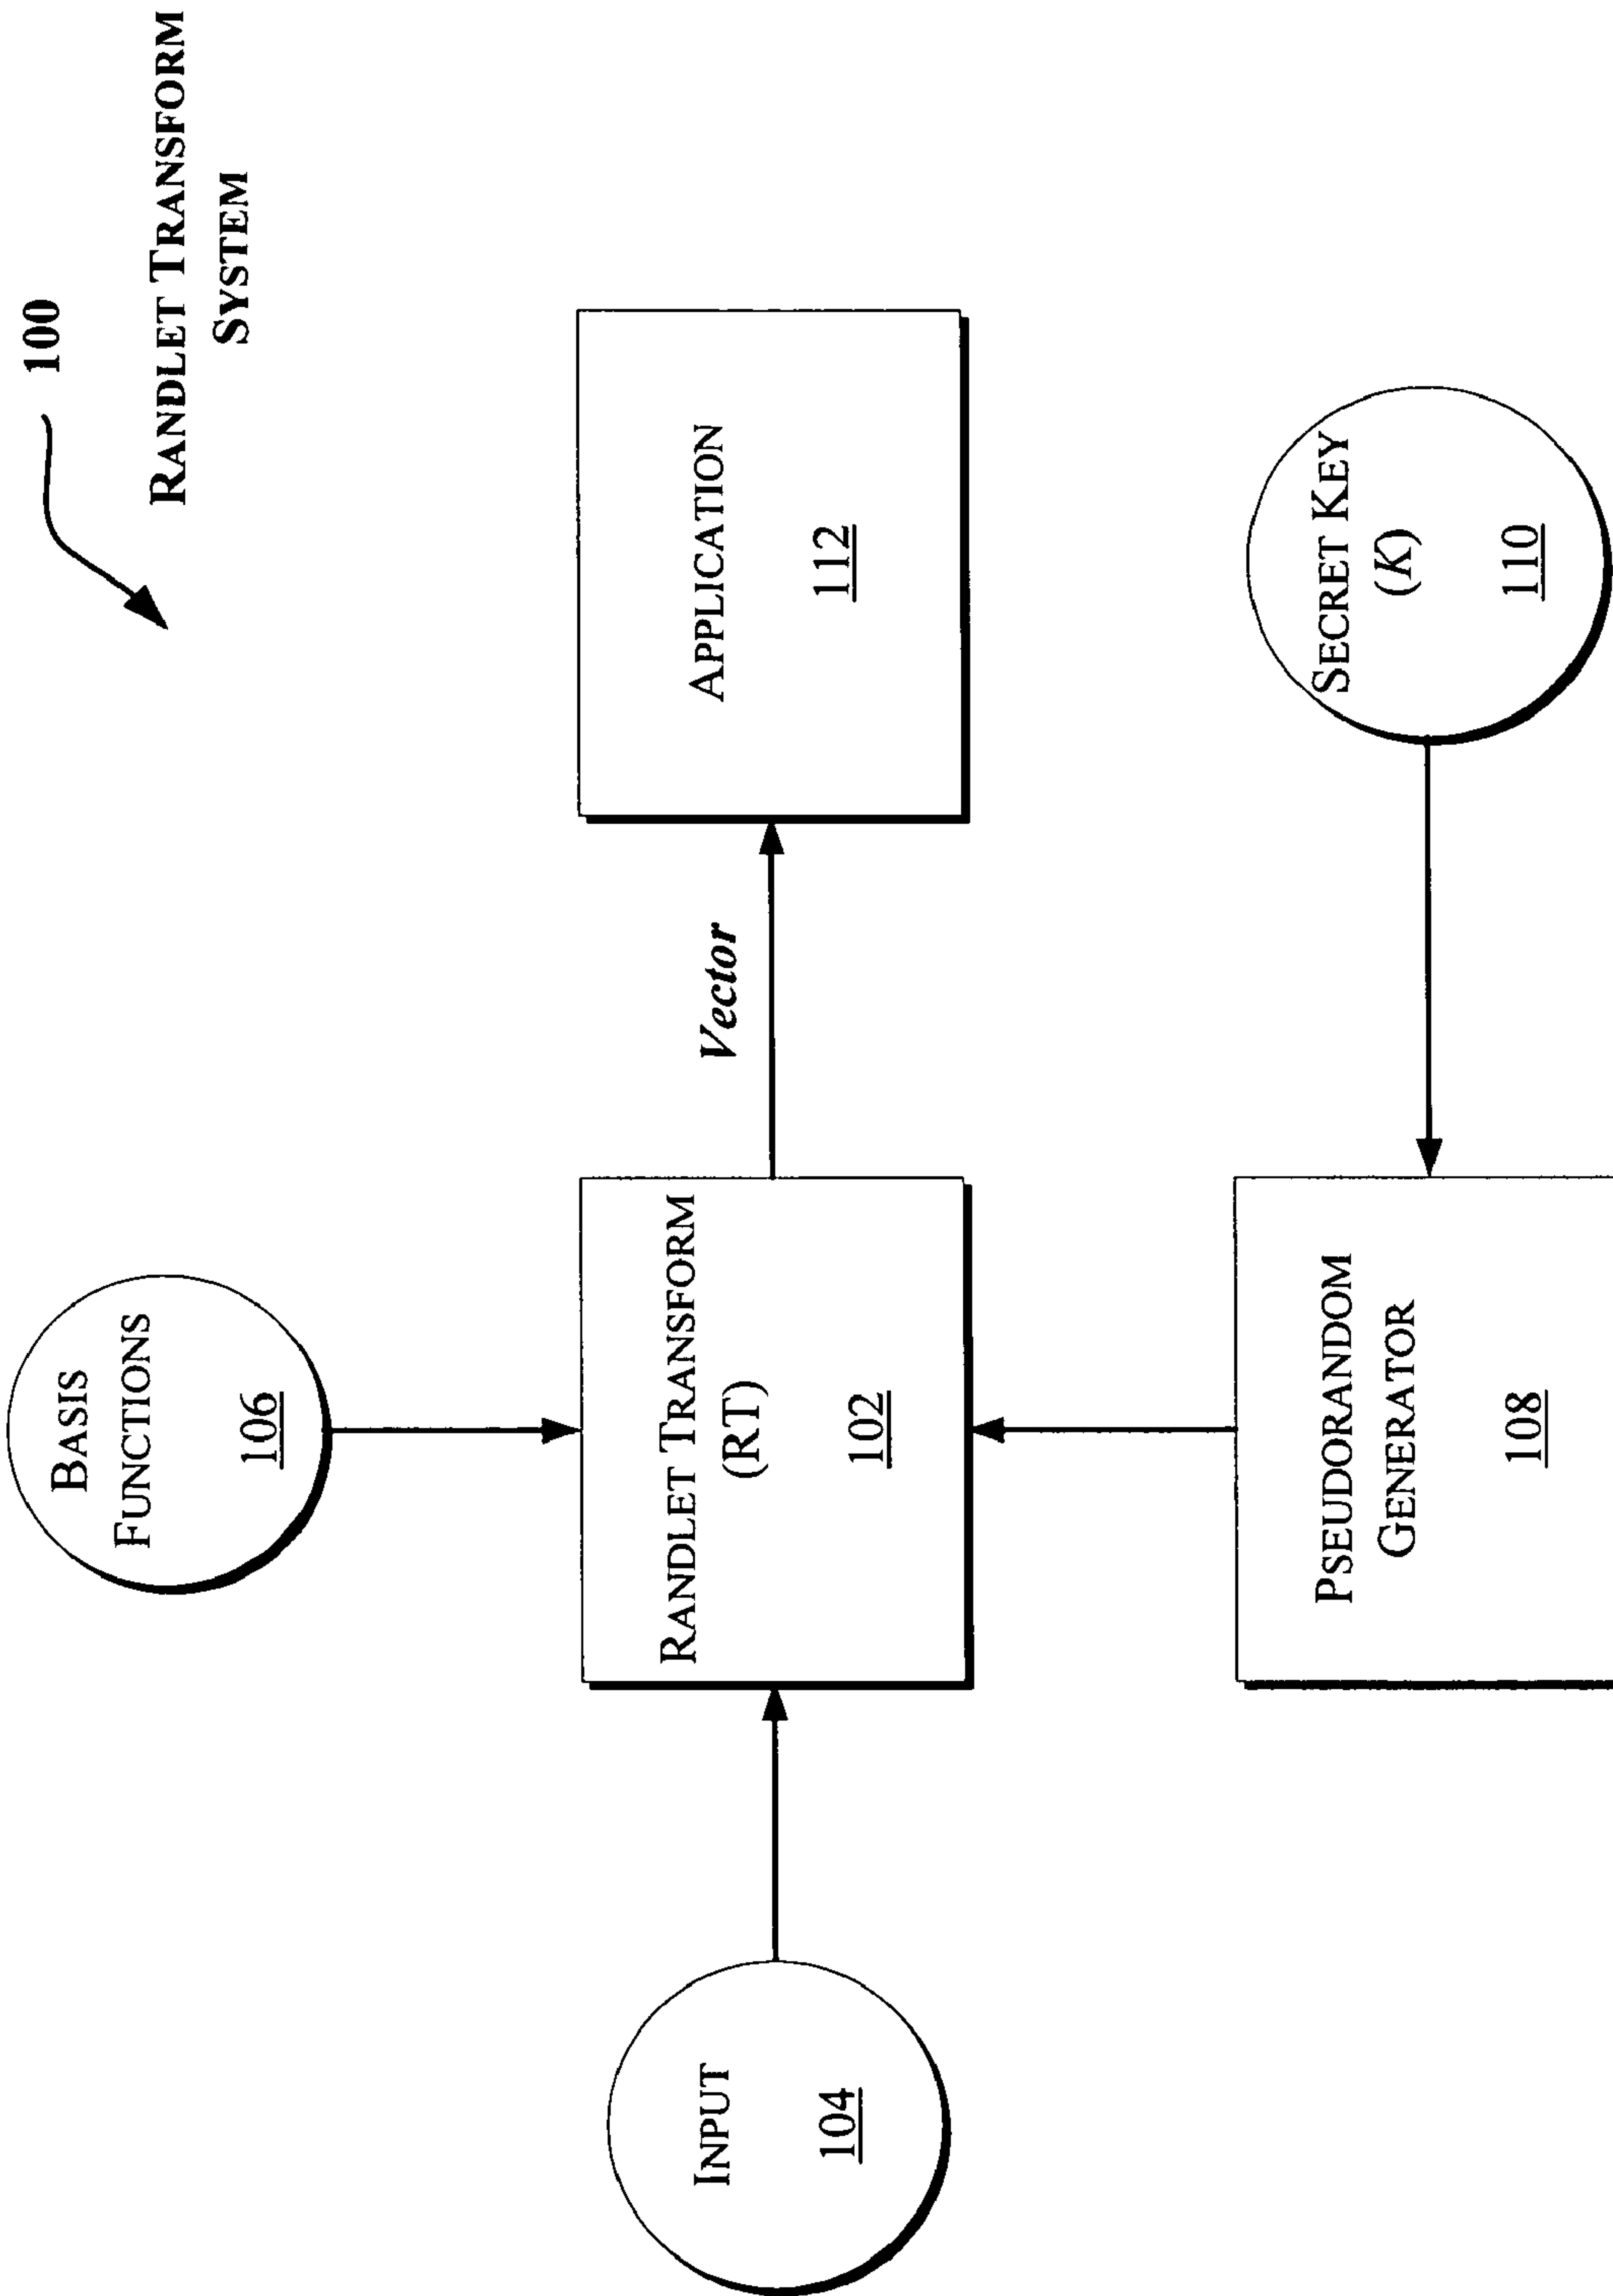 100
RANDLET TRANSFORM
SYSTEM
BASIS
FUNCTIONS
106
INPUT
104
RANDLET TRANSFORM
(RT)
102
Vector
APPLICATION
112
PSEUDORANDOM
GENERATOR
108
SECRET KEY
(K)
110